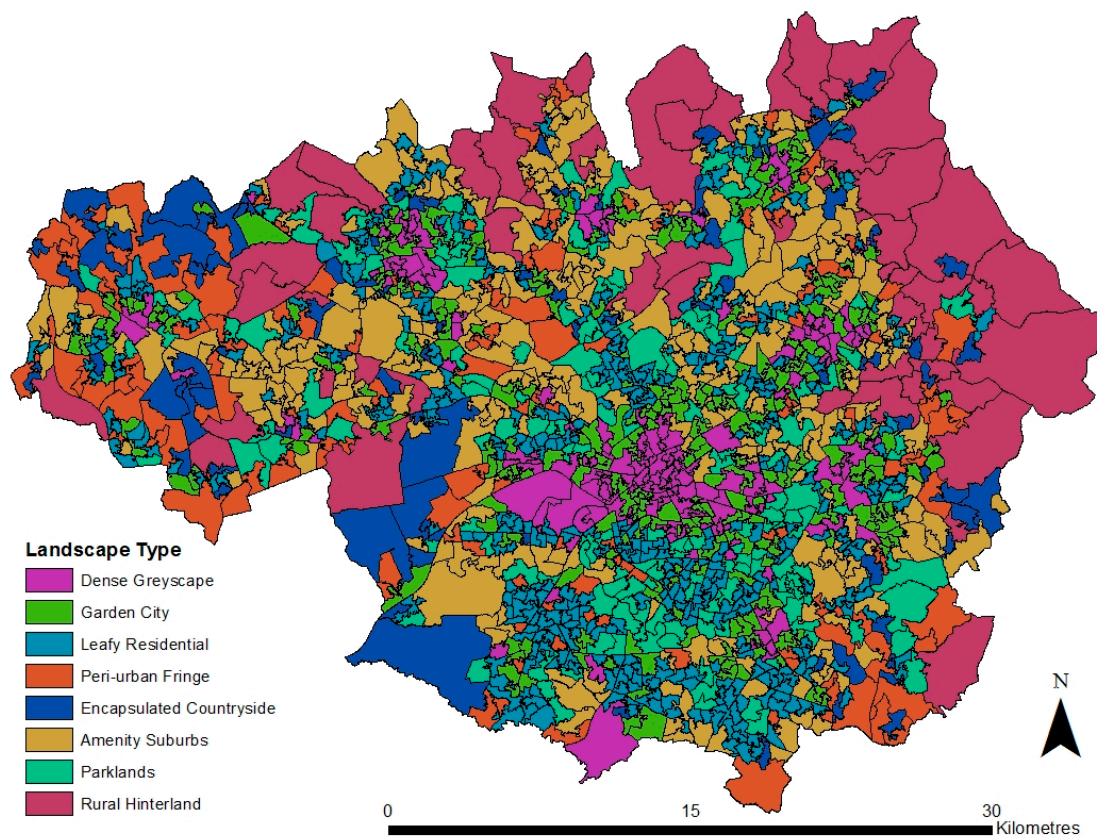 Landscape Type
Dense Greyscape
Garden City
Leafy Residential
Peri-urban Fringe
Encapsulated Countryside
Amenity Suburbs
Parklands
Rural Hinterland
N
0 15 30
Kilometres